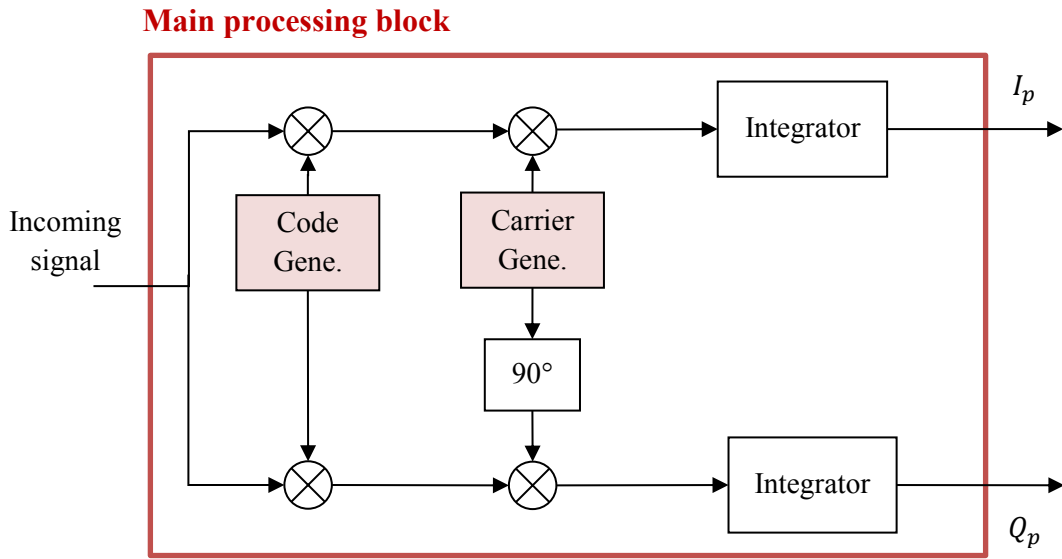 Main processing block
I_p
Integrator
Incoming
signal
Code
Gene.
Carrier
Gene.
90°
Integrator
Q_p